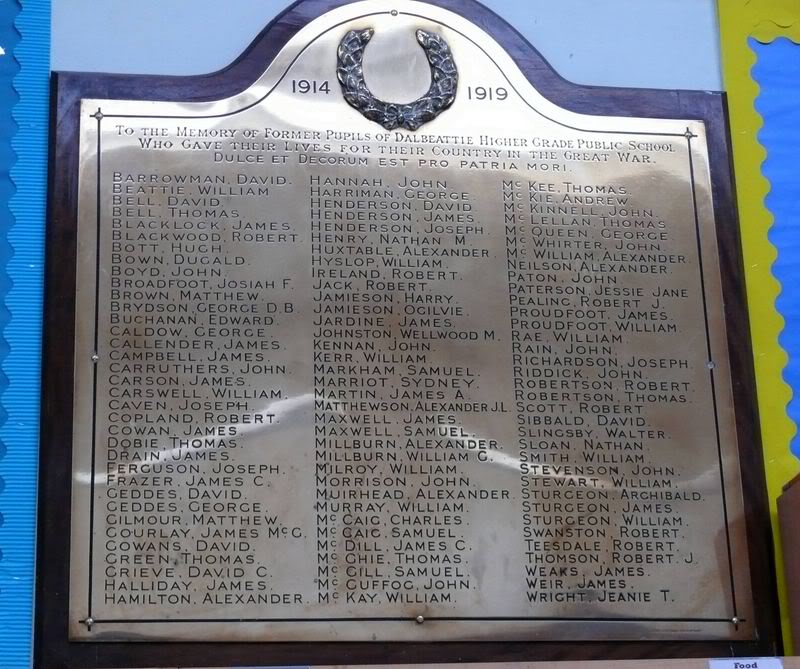 1914 1919
TO THE MEMORY OF FORMER PUPILS OF DALBEATTIE HIGHER GRADE PUBLIC SCHOOL
WHO GAVE THEIR LIVES FOR THEIR COUNTRY IN THE GREAT WAR.
DULCE ET DECORUM EST PRO PATRIA MORI.
BARROWMAN, DAVID.
BEATTIE, WILLIAM
BELL, DAVID.
BELL, THOMAS.
BLACKLOCK, JAMES.
BLACKWOOD, ROBERT.
BOTT, HUGH
BOWN, DUGALD.
BOYD, JOHN.
BROADFOOT, JOSIAH F.
BROWN, MATTHEW.
BRYDSON, GEORGE D.B.
BUCHANAN, EDWARD.
CALDOW, GEORGE.
CALLENDER, JAMES.
CAMPBELL, JAMES.
CARRUTHERS, JOHN.
CARSON, JAMES.
CARSWELL, WILLIAM.
CAVEN, JOSEPH.
COPLAND, ROBERT.
COWAN, JAMES.
DOBIE, THOMAS.
DRAIN, JAMES.
FERGUSON, JOSEPH.
FRAZER, JAMES C.
GEDDES, DAVID.
GEDDES, GEORGE.
GILMOUR, MATTHEW.
GOURLAY, JAMES McG.
GOWANS, DAVID.
GREEN, THOMAS.
GRIEVE, DAVID C.
HALLIDAY, JAMES.
HAMILTON, ALEXANDER.
HANNAH, JOHN.
HARRIMAN, GEORGE
HENDERSON, DAVID
HENDERSON, JAMES
HENDERSON, JOSEPH
HENRY, NATHAN M.
HUXTABLE, ALEXANDER.
HYSLOP, WILLIAM.
IRELAND, ROBERT.
JACK, ROBERT.
JAMIESON, HARRY.
JAMIESON, OGILVIE.
JARDINE, JAMES.
JOHNSTON, WELLWOOD M.
KENNAN, JOHN.
KERR, WILLIAM.
MARKHAM, SAMUEL.
MARRIOT, SYDNEY.
MARTIN, JAMES A.
MATTHEWSON, ALEXANDER J.L.
MAXWELL, JAMES.
MAXWELL, SAMUEL.
MILLBURN, ALEXANDER.
MILLBURN, WILLIAM G.
MILROY, WILLIAM.
MORRISON, JOHN.
MUIRHEAD, ALEXANDER.
MURRAY, WILLIAM.
McCAIG, CHARLES.
McCAIG, SAMUEL.
McDILL, JAMES C.
McGHIE, THOMAS.
McGILL, SAMUEL.
McGUFFOG, JOHN.
McKAY, WILLIAM.
McKEE, THOMAS.
McKIE, ANDREW.
McKINNELL, JOHN.
McLELLAN, THOMAS
McQUEEN, GEORGE
McWHIRTER, JOHN.
McWILLIAM, ALEXANDER.
NEILSON, ALEXANDER.
PATON, JOHN
PATERSON, JESSIE JANE
PEALING, ROBERT J.
PROUDFOOT, JAMES.
PROUDFOOT, WILLIAM.
RAE, WILLIAM.
RAIN, JOHN.
RICHARDSON, JOSEPH.
RIDDICK, JOHN.
ROBERTSON, ROBERT.
ROBERTSON, THOMAS.
SCOTT, ROBERT
SIBBALD, DAVID.
SLINGSBY, WALTER.
SLOAN, NATHAN
SMITH, WILLIAM.
STEVENSON, JOHN.
STEWART, WILLIAM.
STURGEON, ARCHIBALD.
STURGEON, JAMES.
STURGEON, WILLIAM.
SWANSTON, ROBERT.
TEESDALE, ROBERT.
THOMSON, ROBERT J.
WEAKS, JAMES.
WEIR, JAMES.
WRIGHT, JEANIE T.
Food